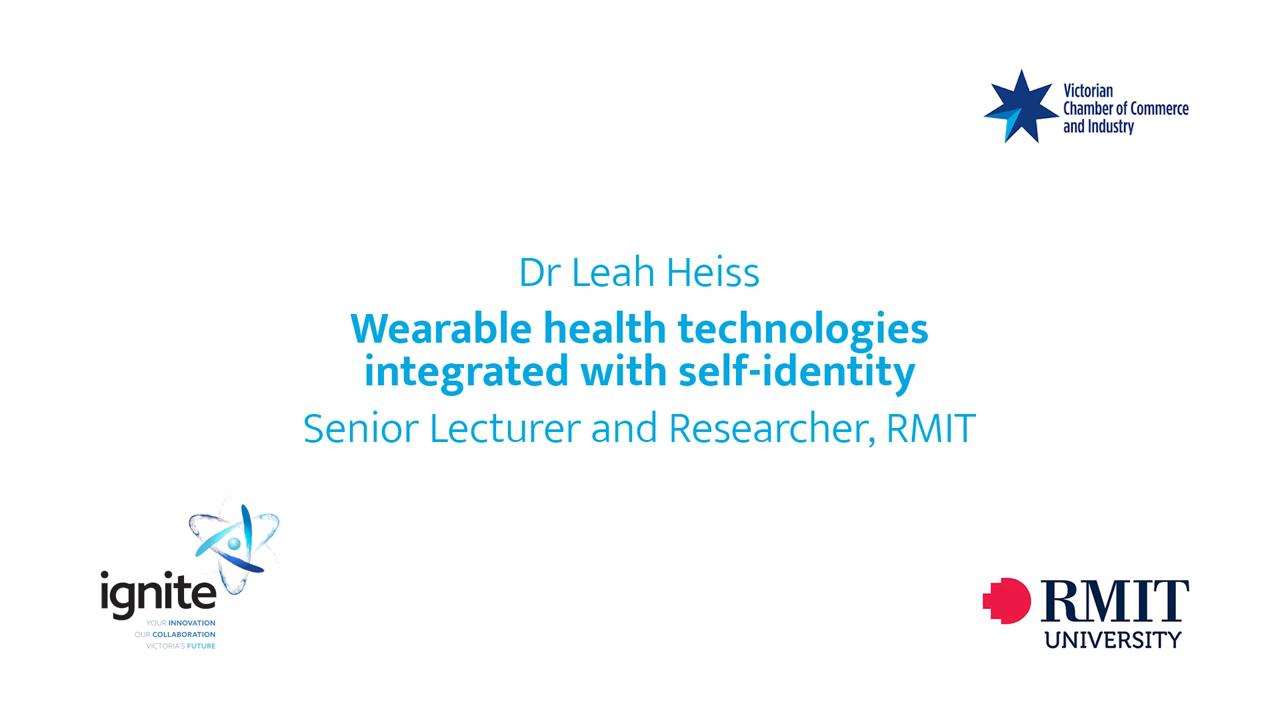 Victorian
Chamber of Commerce
and Industry
Dr Leah Heiss
Wearable health technologies
integrated with self-identity
Senior Lecturer and Researcher, RMIT
ignite
YOUR INNOVATION
OUR COLLABORATION
VICTORIA'S FUTURE
RMIT
UNIVERSITY